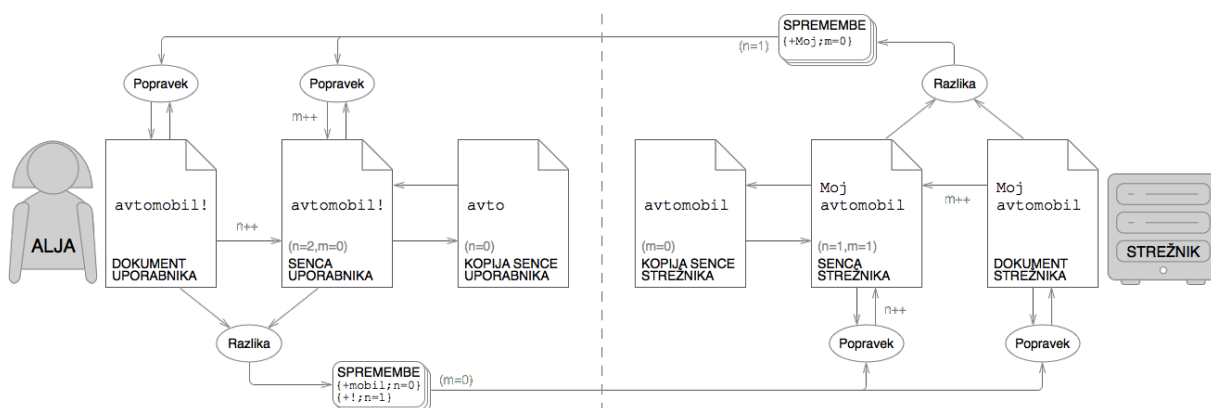 SPREMEMBE
{+Moj;m=0}
(n=1)
Popravek
Popravek
Razlika
m++
avtomobil!
avtomobil!
avto
avtomobil
Moj
avtomobil
Moj
avtomobil
n++
m++
ALJA
(n=2,m=0)
(n=0)
(m=0)
(n=1,m=1)
STREŽNIK
DOKUMENT
UPORABNIKA
SENCA
UPORABNIKA
KOPIJA SENCE
UPORABNIKA
KOPIJA SENCE
STREŽNIKA
SENCA
STREŽNIKA
DOKUMENT
STREŽNIKA
n++
Razlika
Popravek
Popravek
SPREMEMBE
{+mobil;n=0}
{+!;n=1}
(m=0)